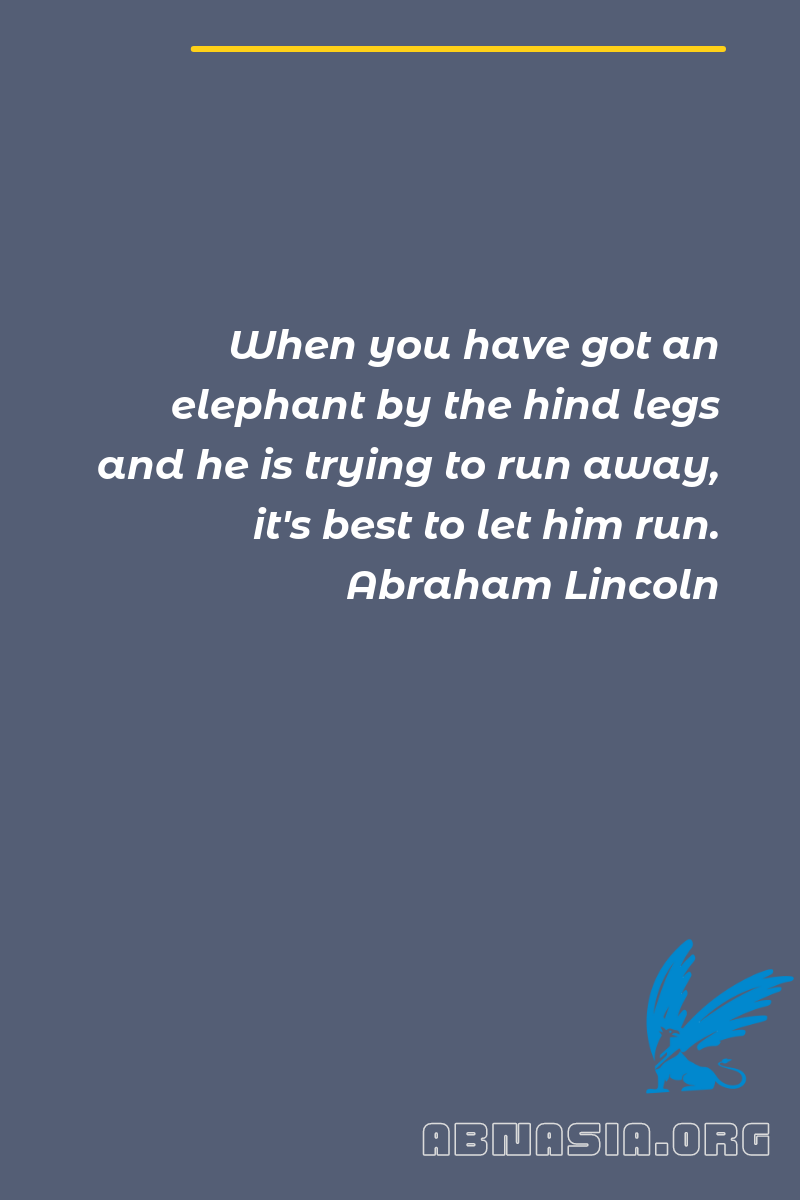 When you have got an
elephant by the hind legs
and he is trying to run away,
it's best to let him run.
Abraham Lincoln
ABNASIA.ORG